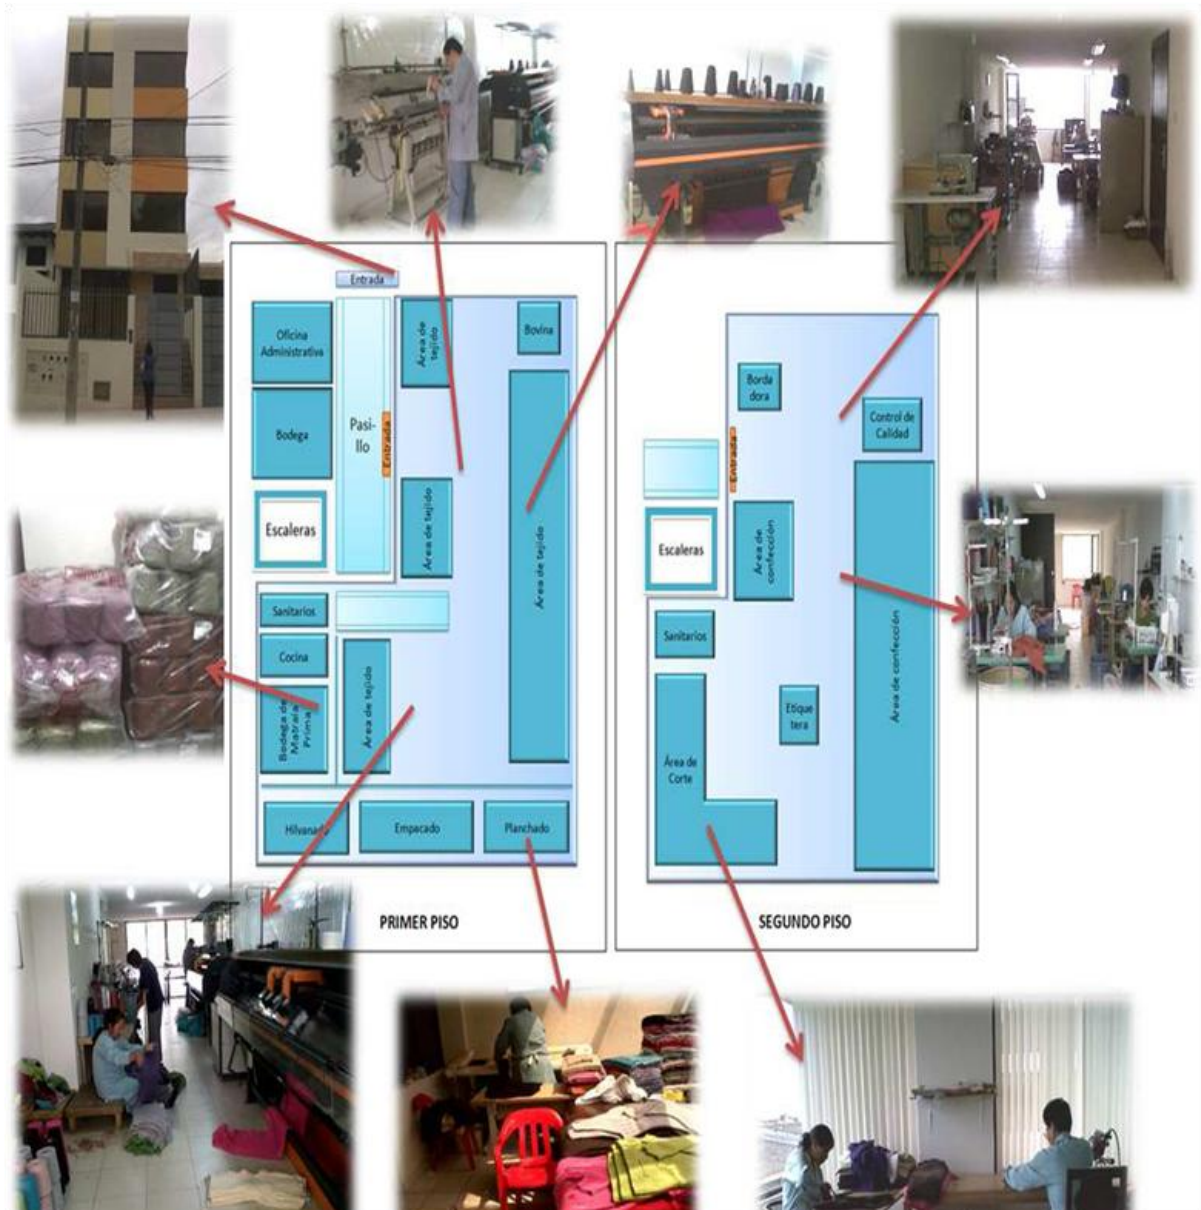 Entrada
Oficina
Administrativa
Área de
tejido
Bovina
Bodega
Pasi-
llo
Entrada
Escaleras
Área de tejido
Área de tejido
Sanitarios
Cocina
Bodega de
Matraia
Prima
Área de tejido
Hilvanado
Empacado
Planchado
PRIMER PISO
Borda
dora
Control de
Calidad
Entrada
Escaleras
Área de
confección
Área de confección
Sanitarios
Etique
tera
Área de
Corte
SEGUNDO PISO